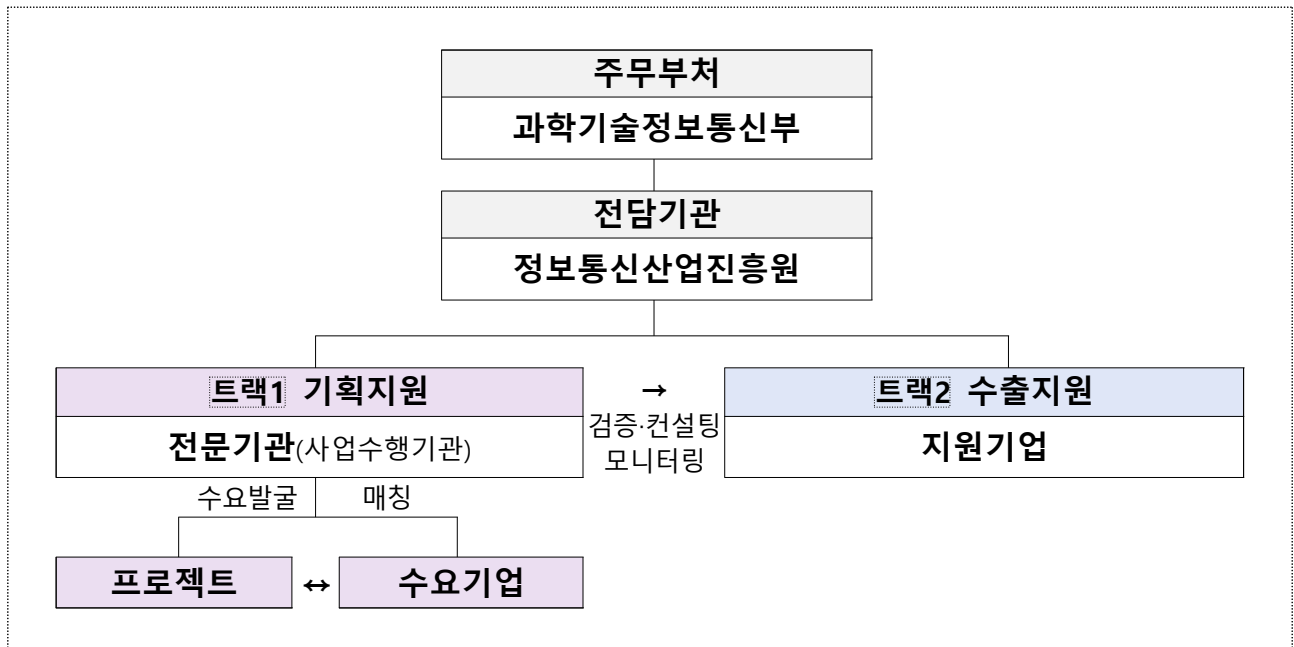 주무부처
과학기술정보통신부
전담기관
정보통신산업진흥원
트랙1 기획지원
전문기관(사업수행기관)
→
검증·컨설팅
모니터링
트랙2 수출지원
지원기업
수요발굴 매칭
프로젝트 ↔ 수요기업